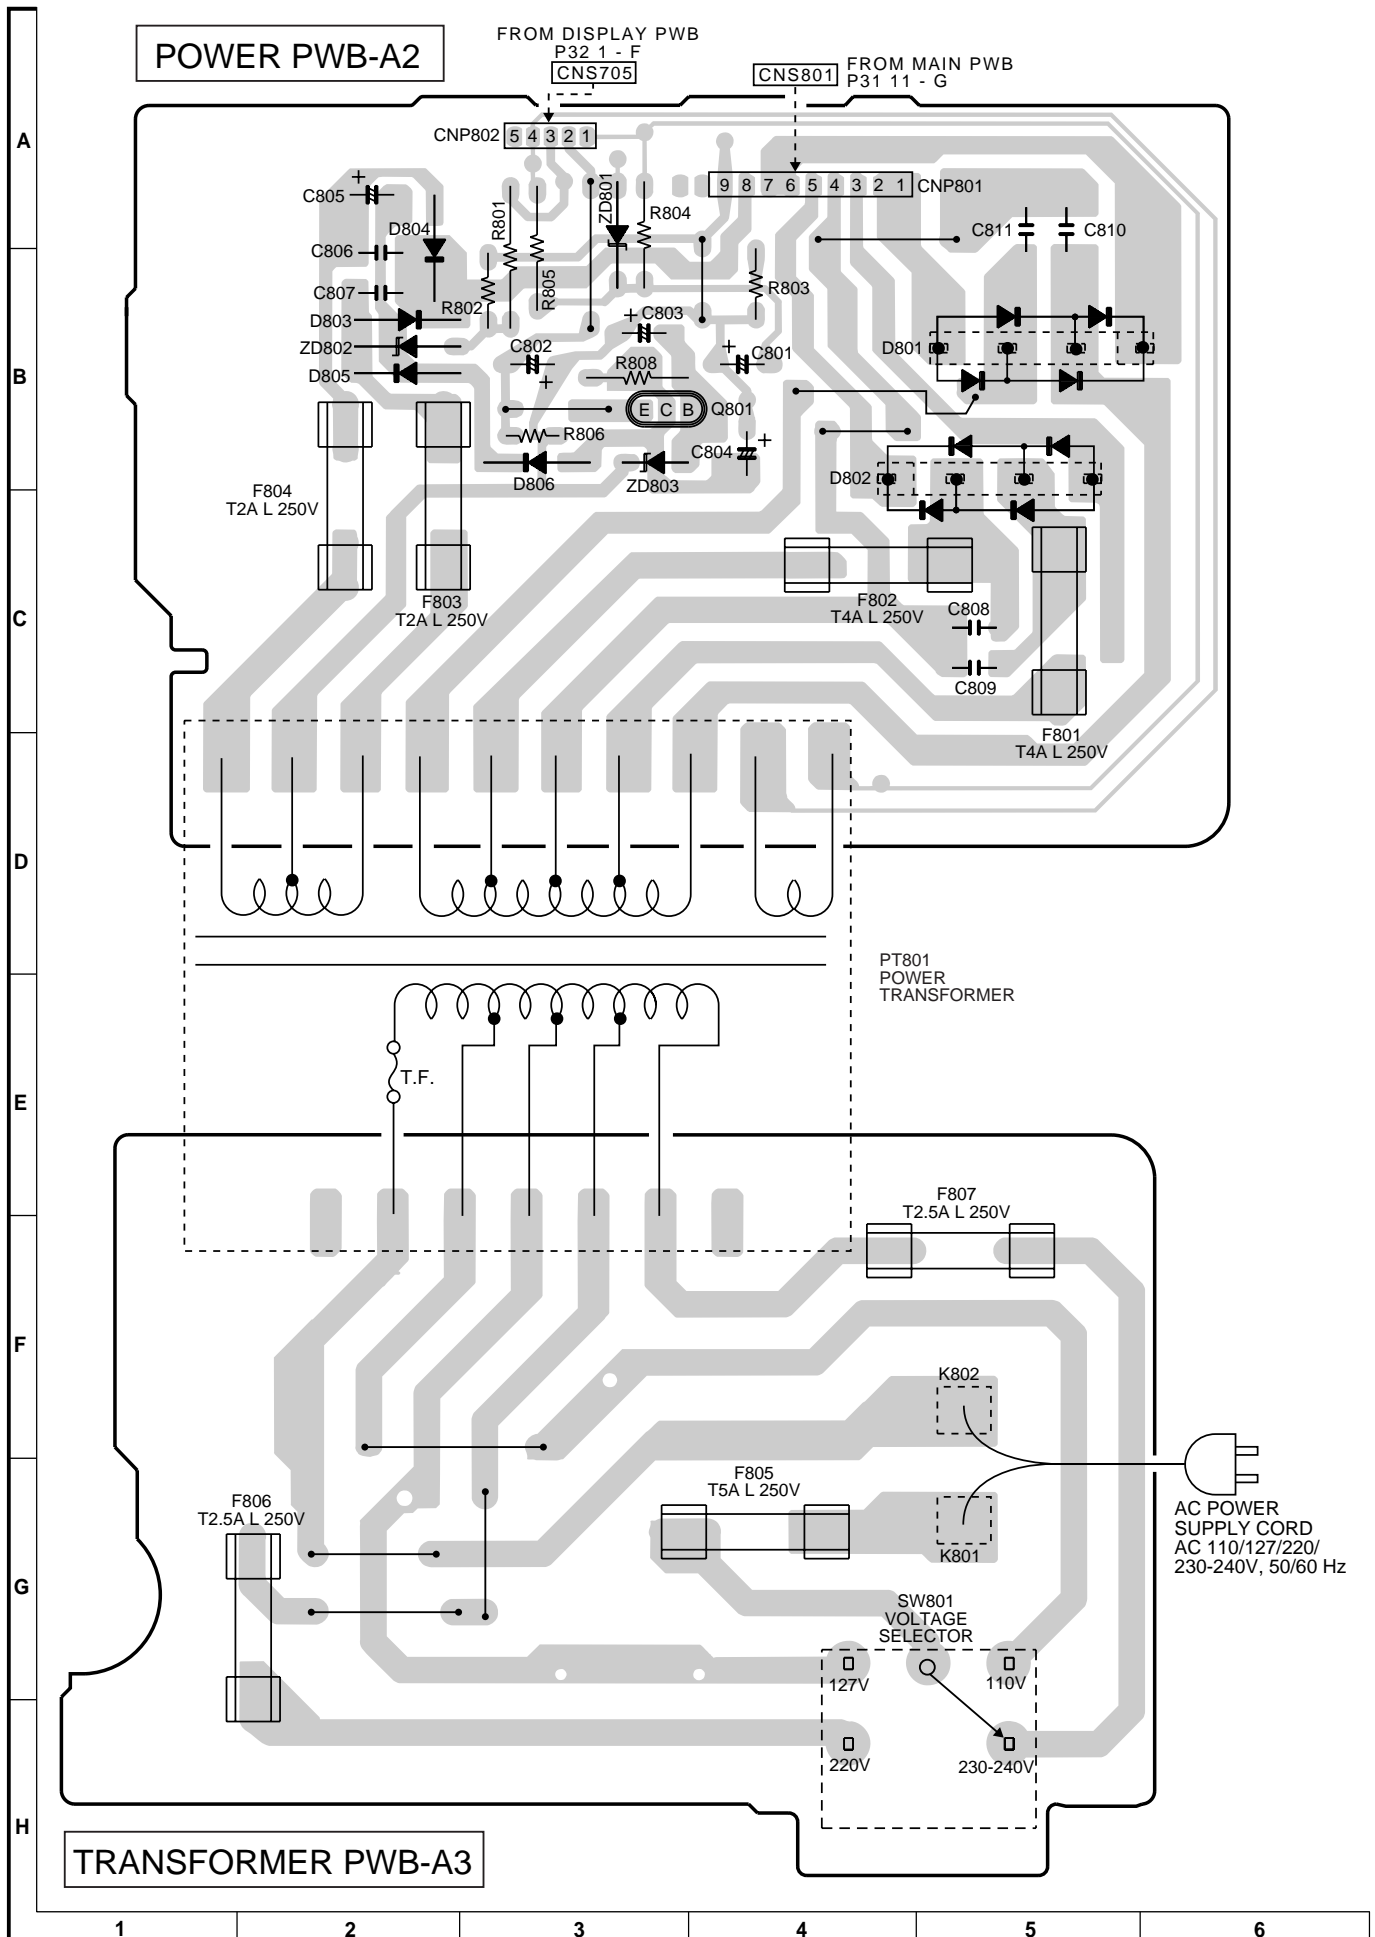 POWER PWB-A2
FROM DISPLAY PWB
P32 1 - F
CNS705
CNS801
FROM MAIN PWB
P31 11 - G
A
CNP802
5 4 3 2 1
9 8 7 6 5 4 3 2 1
CNP801
C805
R801
ZD801
R804
D804
C811
C810
C806
C807
R802
R805
R803
D803
C803
ZD802
C802
C801
D801
D805
R808
B
E C B
Q801
R806
C804
D806
ZD803
D802
F804
T2A L 250V
F803
T2A L 250V
F802
T4A L 250V
C808
C
C809
F801
T4A L 250V
D
PT801
POWER
TRANSFORMER
T.F.
E
F807
T2.5A L 250V
F
K802
F805
T5A L 250V
F806
T2.5A L 250V
AC POWER
SUPPLY CORD
AC 110/127/220/
230-240V, 50/60 Hz
K801
G
SW801
VOLTAGE
SELECTOR
127V
110V
220V
230-240V
H
TRANSFORMER PWB-A3
1 2 3 4 5 6